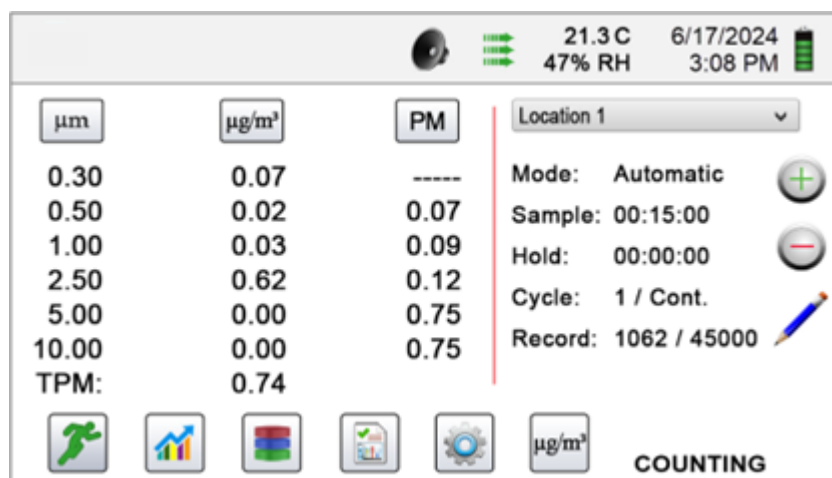 21.3 C 6/17/2024
47% RH 3:08 PM
µm µg/m³ PM
0.30 0.07 -----
0.50 0.02 0.07
1.00 0.03 0.09
2.50 0.62 0.12
5.00 0.00 0.75
10.00 0.00 0.75
TPM: 0.74
Location 1
Mode: Automatic
Sample: 00:15:00
Hold: 00:00:00
Cycle: 1 / Cont.
Record: 1062 / 45000
µg/m³
COUNTING